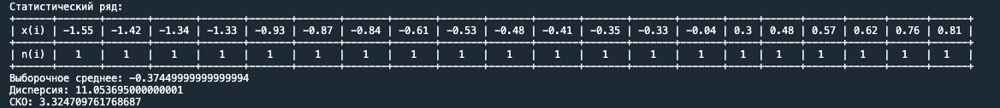 Статистический ряд:
| x(i) | -1.55 | -1.42 | -1.34 | -1.33 | -0.93 | -0.87 | -0.84 | -0.61 | -0.53 | -0.48 | -0.41 | -0.35 | -0.33 | -0.04 | 0.3 | 0.48 | 0.57 | 0.62 | 0.76 | 0.81 |
| n(i) | 1 | 1 | 1 | 1 | 1 | 1 | 1 | 1 | 1 | 1 | 1 | 1 | 1 | 1 | 1 | 1 | 1 | 1 | 1 | 1 |
Выборочное среднее: -0.37449999999999994
Дисперсия: 11.053695000000001
СКО: 3.324709761768687